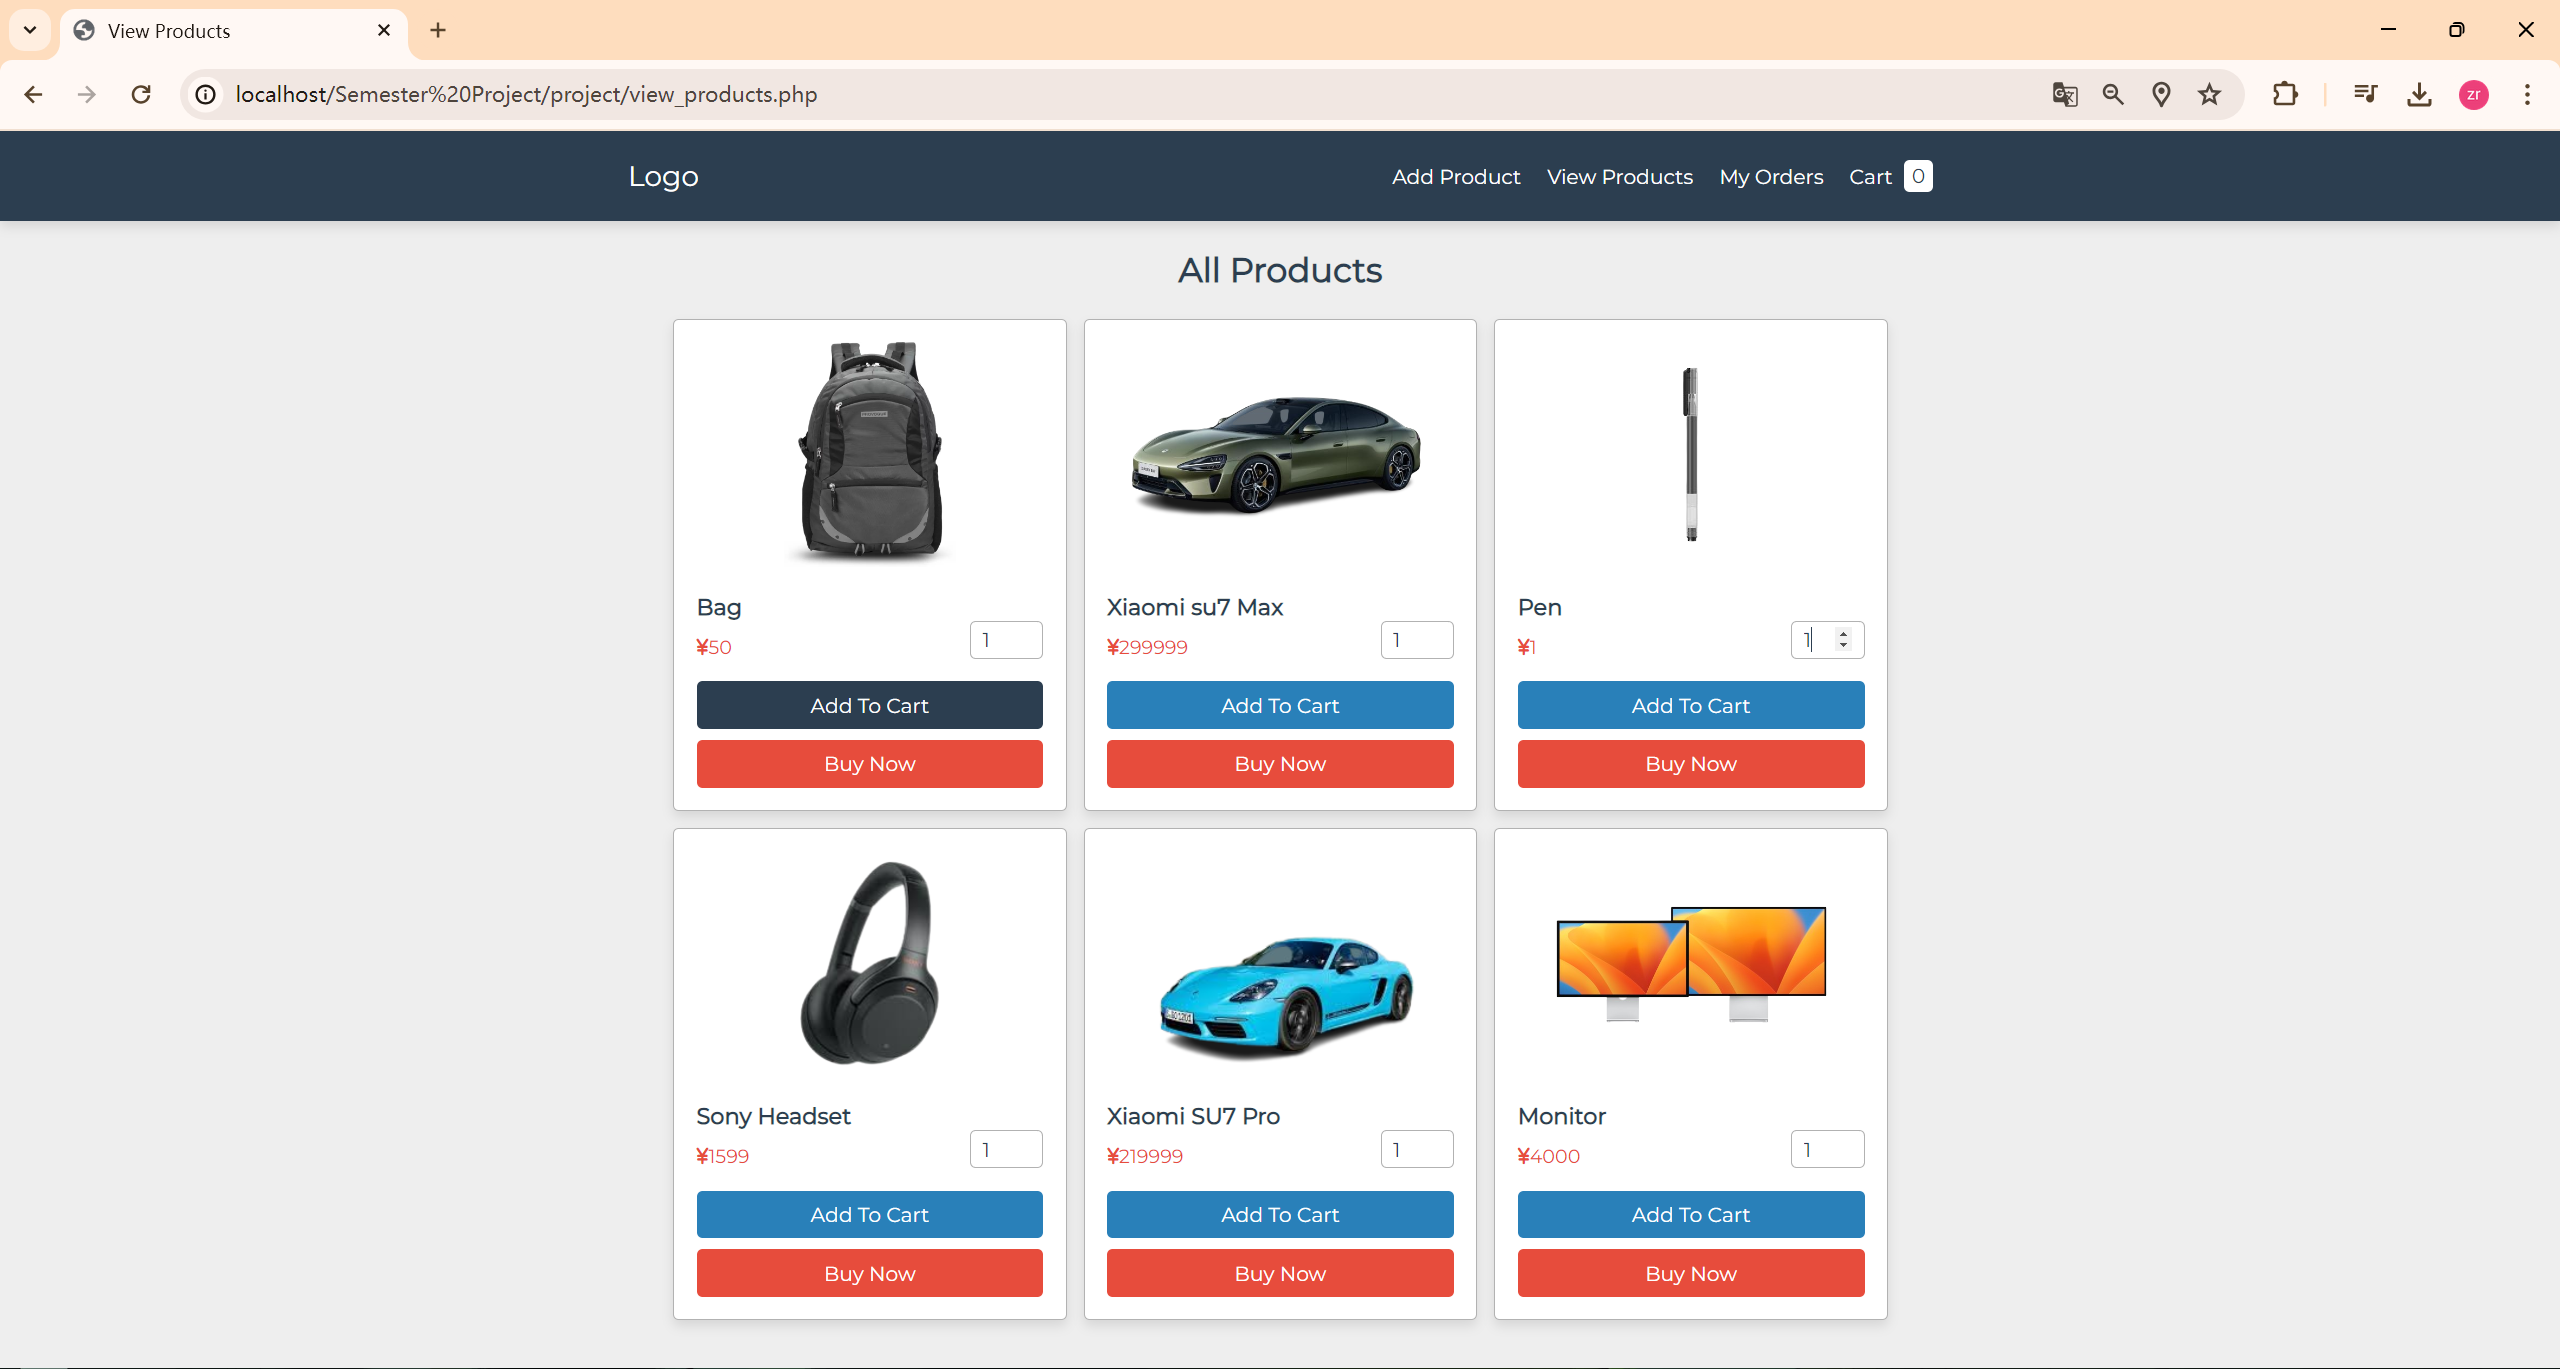 View Products
localhost/Semester%20Project/project/view_products.php
zr
Logo
Add Product View Products My Orders Cart 0
All Products
Bag
¥50
1
Add To Cart
Buy Now
Xiaomi su7 Max
¥299999
1
Add To Cart
Buy Now
Pen
¥1
1
Add To Cart
Buy Now
Sony Headset
¥1599
1
Add To Cart
Buy Now
Xiaomi SU7 Pro
¥219999
1
Add To Cart
Buy Now
Monitor
¥4000
1
Add To Cart
Buy Now